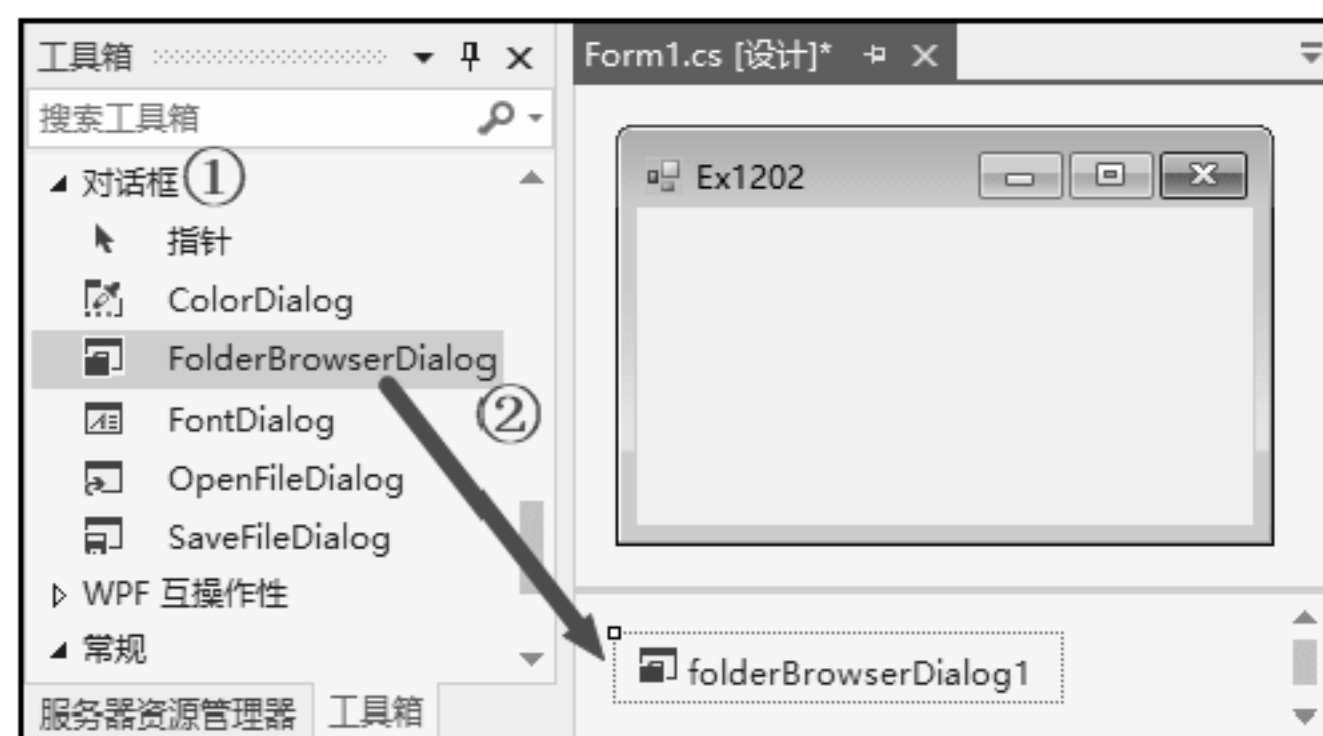 工具箱
搜索工具箱
对话框①
指针
ColorDialog
FolderBrowserDialog
②
FontDialog
OpenFileDialog
SaveFileDialog
WPF 互操作性
常规
服务器资源管理器 工具箱
Form1.cs [设计]*
Ex1202
folderBrowserDialog1